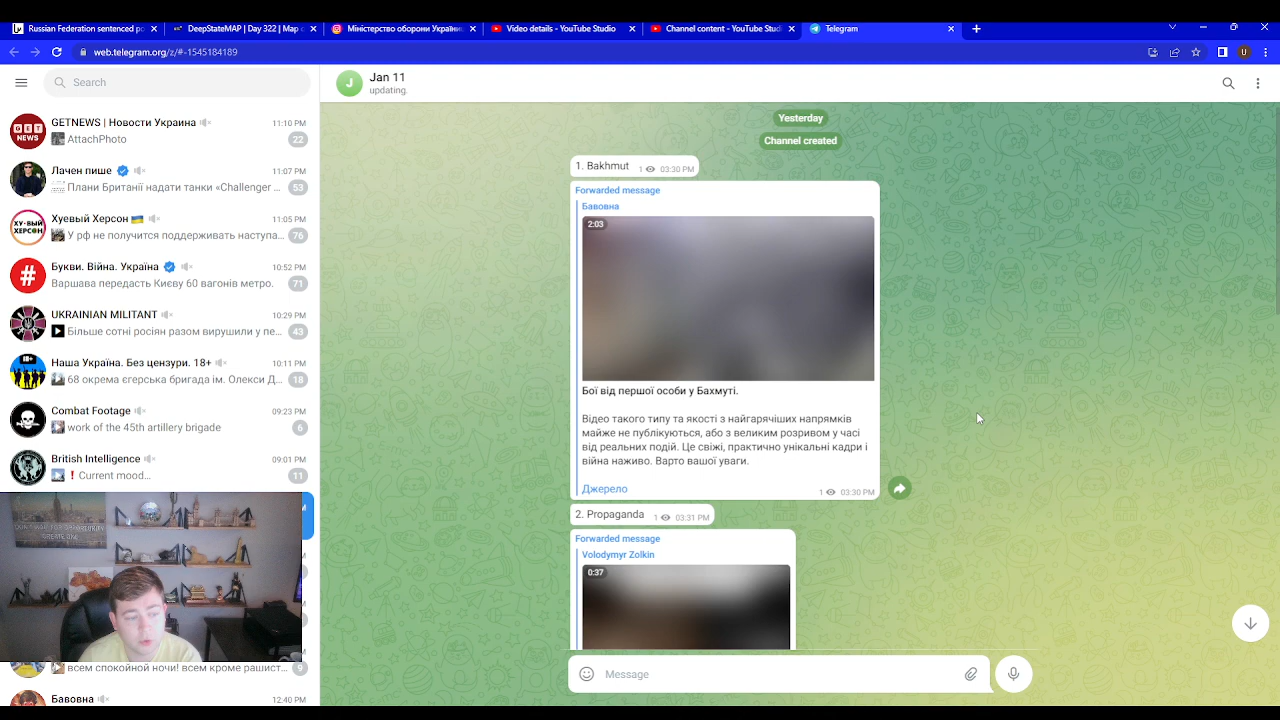 Russian Federation sentenced po
DeepStateMAP | Day 322 | Map o
Міністерство оборони України
Video details - YouTube Studio
Channel content - YouTube Studi
Telegram
web.telegram.org/z/#-1545184189
U
Search
J
Jan 11
updating.
GET
NEWS
GETNEWS | Новости Украина
11:10 PM
AttachPhoto
22
Лачен пише
11:07 PM
Плани Британії надати танки «Challenger ...
53
ХУ·ВЫЙ
ХЕРСОН
Хуевый Херсон
11:05 PM
У рф не получится поддерживать наступа...
76
#
Букви. Війна. Україна
10:52 PM
Варшава передасть Києву 60 вагонів метро.
71
UKRAINIAN MILITANT
10:29 PM
Більше сотні росіян разом вирушили у пе...
43
18+
Наша Україна. Без цензури. 18+
10:11 PM
68 окрема єгерська бригада ім. Олекси Д...
18
Combat Footage
09:23 PM
work of the 45th artillery brigade
6
British Intelligence
09:01 PM
Current mood...
11
всем спокойной ночи! всем кроме рашист...
9
Бавовна
12:40 PM
Yesterday
Channel created
1. Bakhmut
1 03:30 PM
Forwarded message
Бавовна
2:03
Бої від першої особи у Бахмуті.
Відео такого типу та якості з найгарячіших напрямків
майже не публікуються, або з великим розривом у часі
від реальних подій. Це свіжі, практично унікальні кадри і
війна наживо. Варто вашої уваги.
Джерело
1 03:30 PM
2. Propaganda
1 03:31 PM
Forwarded message
Volodymyr Zolkin
0:37
Message